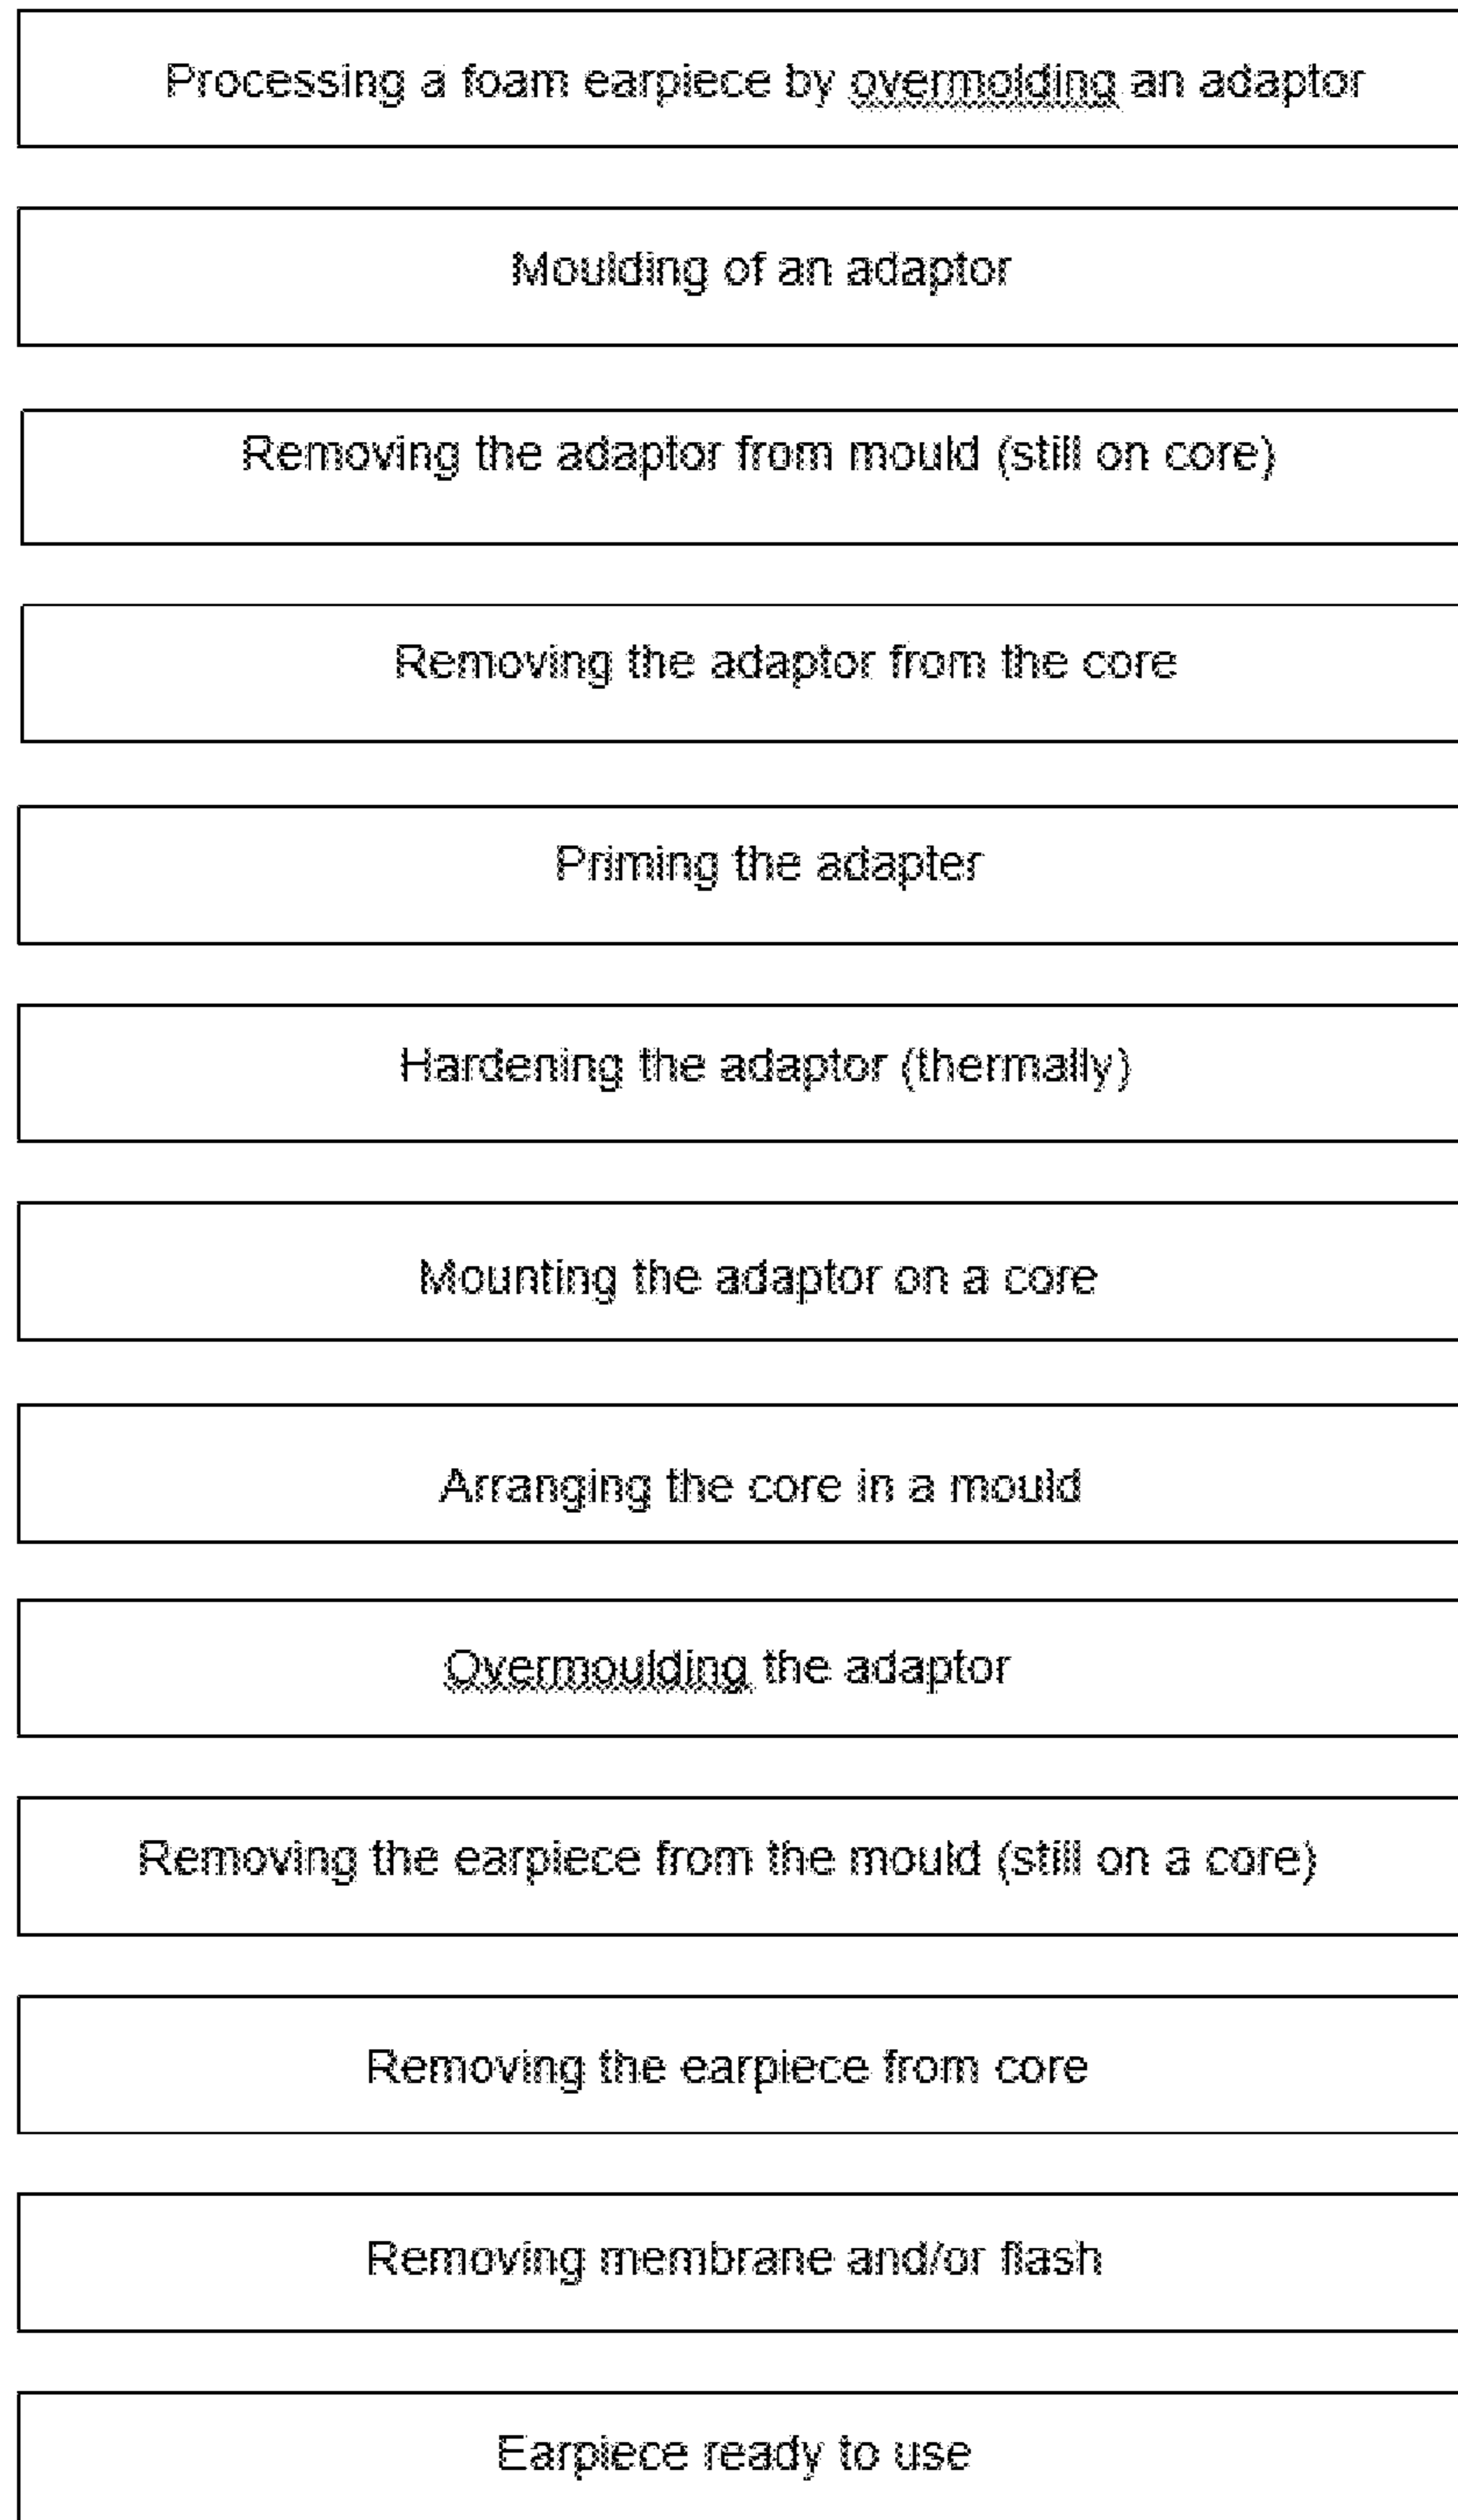 Processing a foam earpiece by overmolding an adaptor
Moulding of an adaptor
Removing the adaptor from mould (still on core)
Removing the adaptor from the core
Priming the adapter
Hardening the adaptor (thermally)
Mounting the adaptor on a core
Arranging the core in a mould
Overmoulding the adaptor
Removing the earpiece from the mould (still on a core)
Removing the earpiece from core
Removing membrane and/or flash
Earpiece ready to use